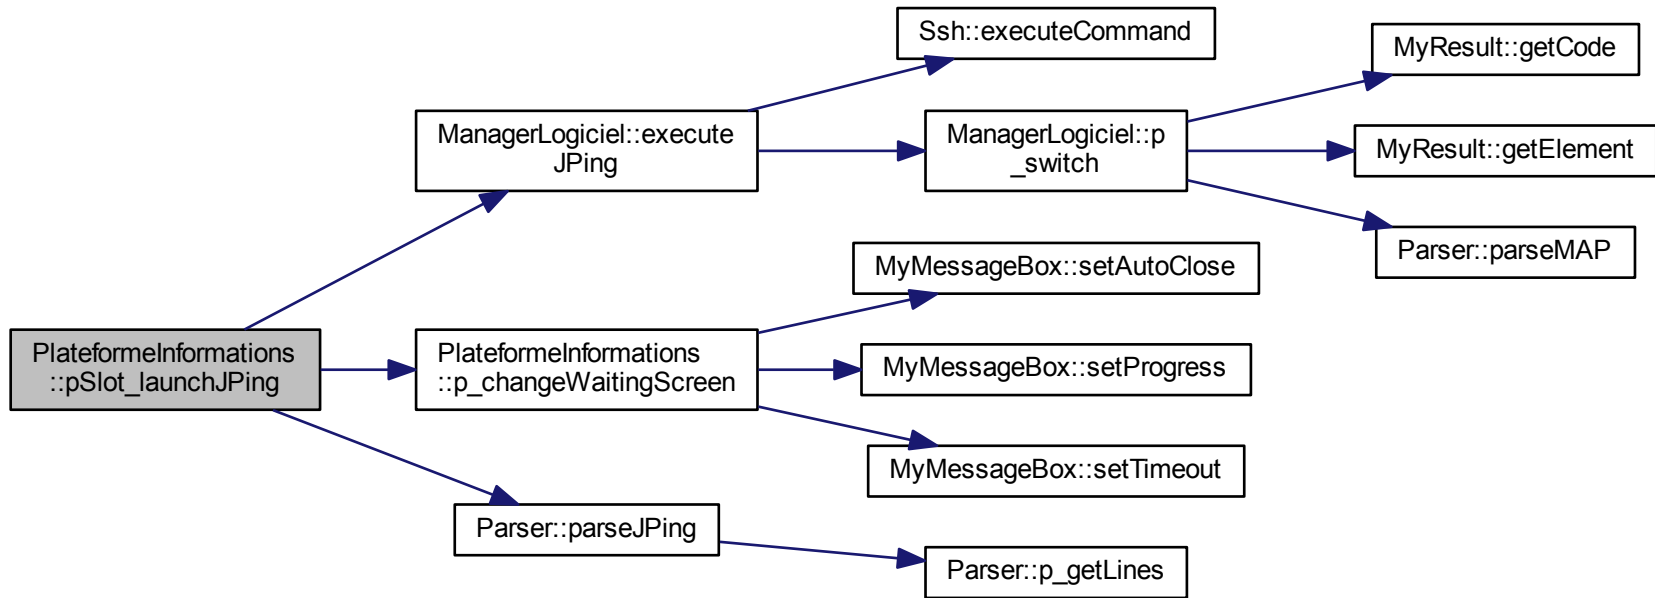 PlateformeInformations
::pSlot_launchJPing
ManagerLogiciel::execute
JPing
Ssh::executeCommand
ManagerLogiciel::p
_switch
MyResult::getCode
MyResult::getElement
Parser::parseMAP
PlateformeInformations
::p_changeWaitingScreen
MyMessageBox::setAutoClose
MyMessageBox::setProgress
MyMessageBox::setTimeout
Parser::parseJPing
Parser::p_getLines